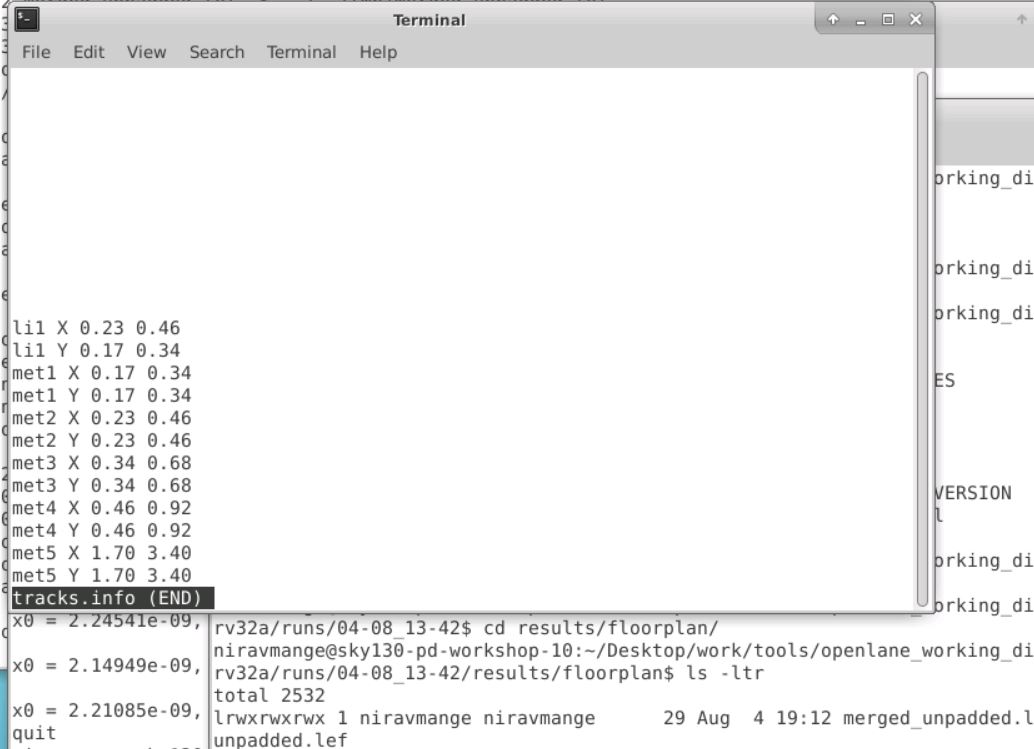 Terminal
File Edit View Search Terminal Help
li1 X 0.23 0.46
li1 Y 0.17 0.34
met1 X 0.17 0.34
met1 Y 0.17 0.34
met2 X 0.23 0.46
met2 Y 0.23 0.46
met3 X 0.34 0.68
met3 Y 0.34 0.68
met4 X 0.46 0.92
met4 Y 0.46 0.92
met5 X 1.70 3.40
met5 Y 1.70 3.40
tracks.info (END)
orking_di
orking_di
orking_di
ES
VERSION
l
orking_di
orking_di
x0 = 2.24541e-09,
x0 = 2.14949e-09,
x0 = 2.21085e-09,
quit
rv32a/runs/04-08_13-42$ cd results/floorplan/
niravmange@sky130-pd-workshop-10:~/Desktop/work/tools/openlane_working_di
rv32a/runs/04-08_13-42/results/floorplan$ ls -ltr
total 2532
lrwxrwxrwx 1 niravmange niravmange 29 Aug 4 19:12 merged_unpadded.l
unpadded.lef